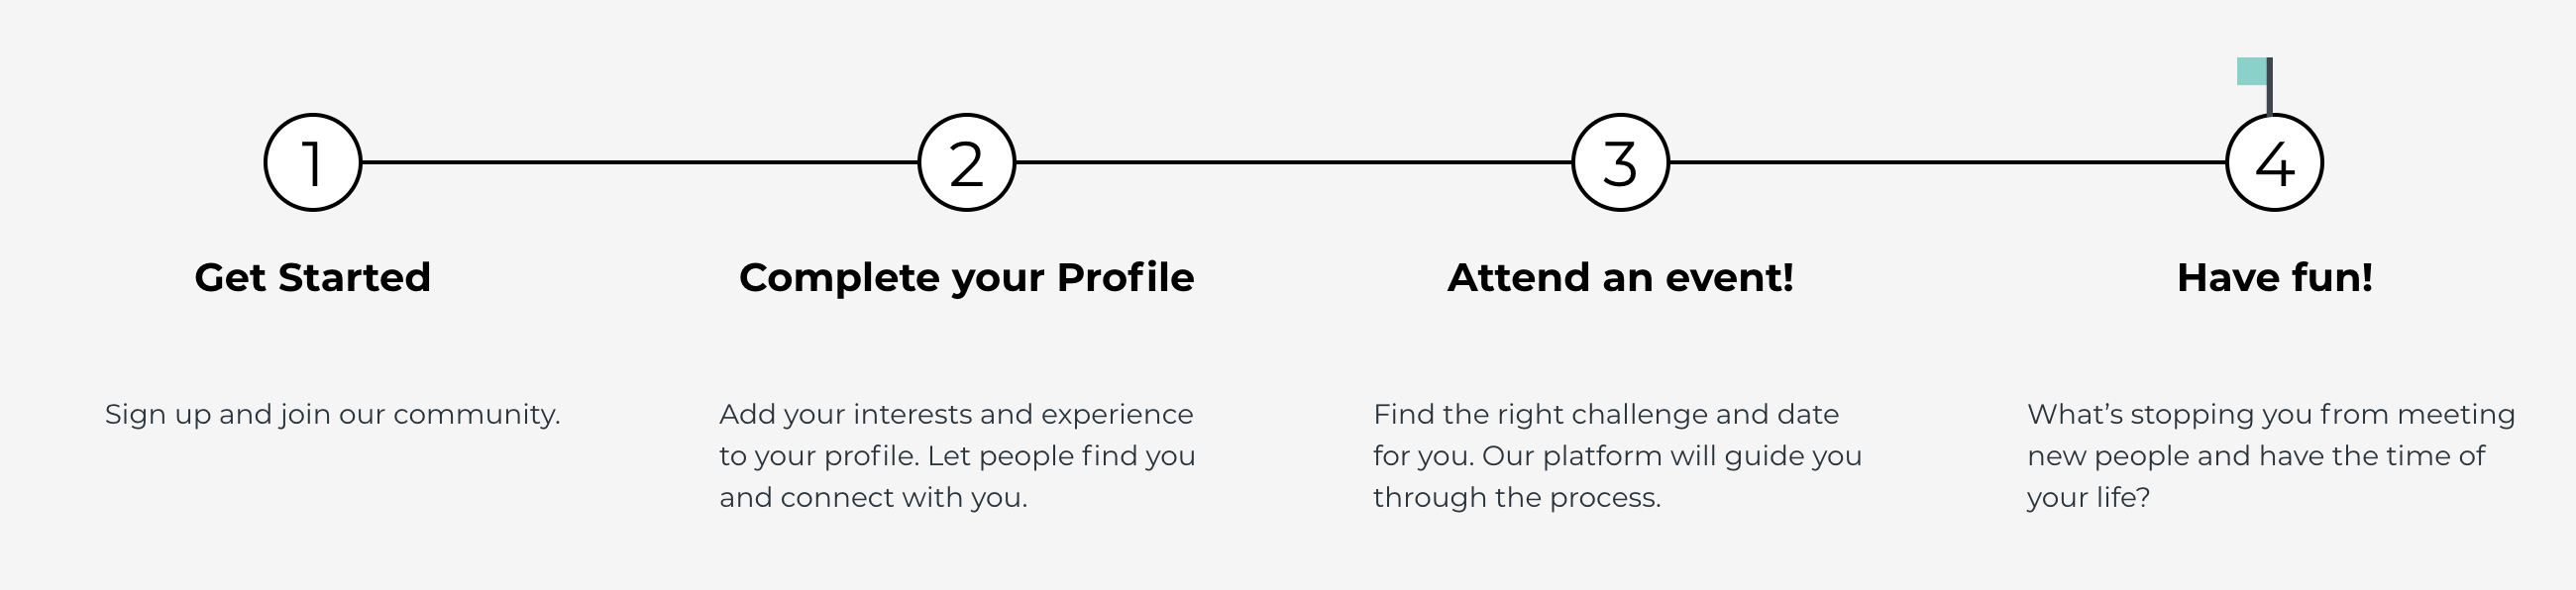 1
2
3
4
Get Started
Complete your Profile
Attend an event!
Have fun!
Sign up and join our community.
Add your interests and experience
to your profile. Let people find you
and connect with you.
Find the right challenge and date
for you. Our platform will guide you
through the process.
What’s stopping you from meeting
new people and have the time of
your life?